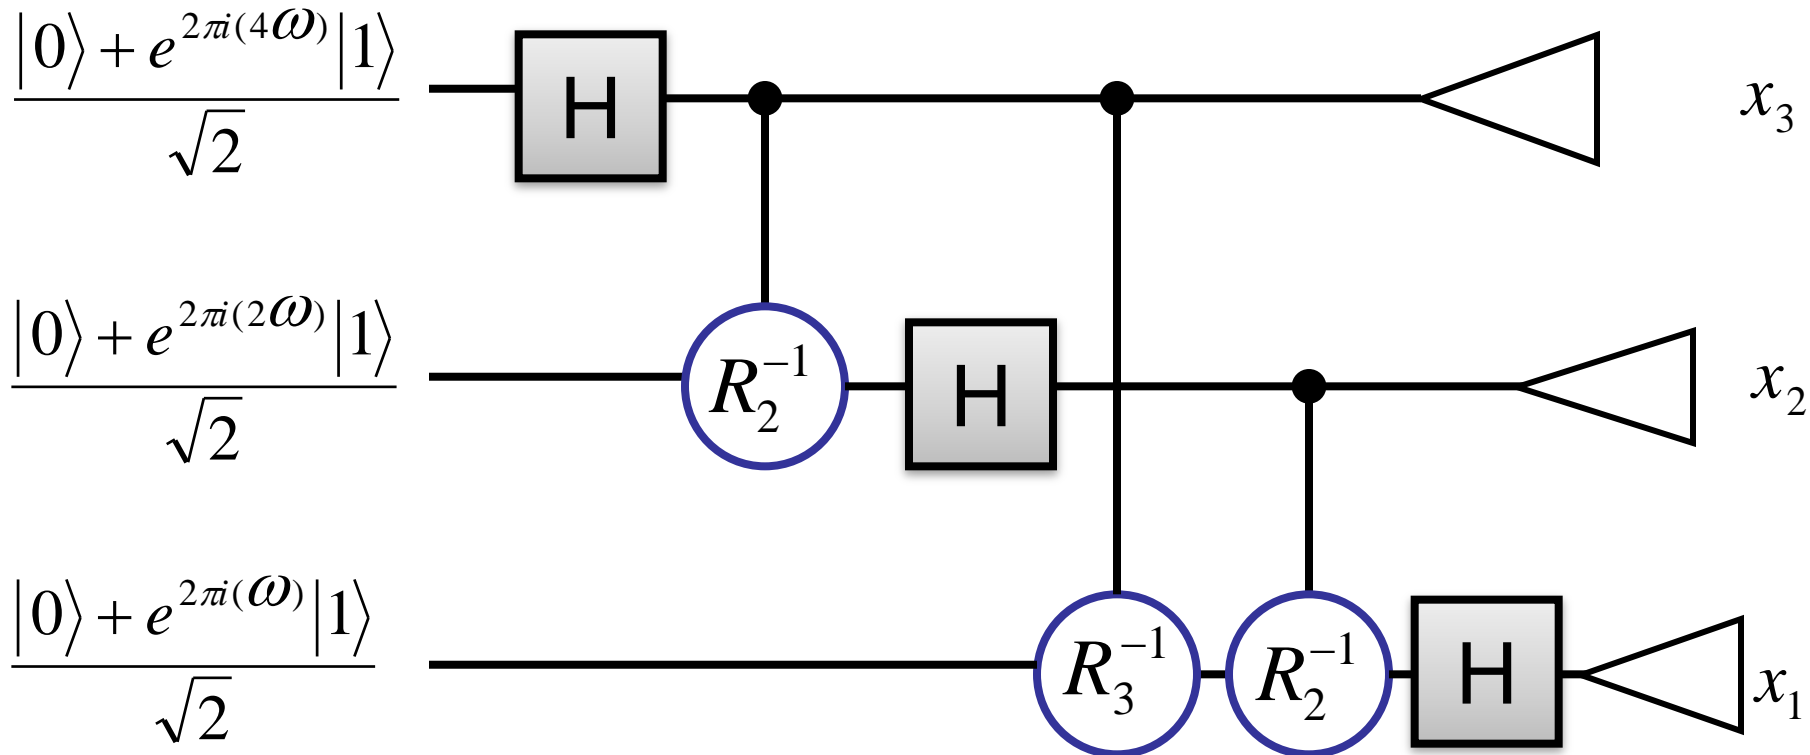 |0⟩ + e^{2πi(4ω)}|1⟩
√2
H
x₃
|0⟩ + e^{2πi(2ω)}|1⟩
√2
R₂⁻¹
H
x₂
|0⟩ + e^{2πi(ω)}|1⟩
√2
R₃⁻¹
R₂⁻¹
H
x₁